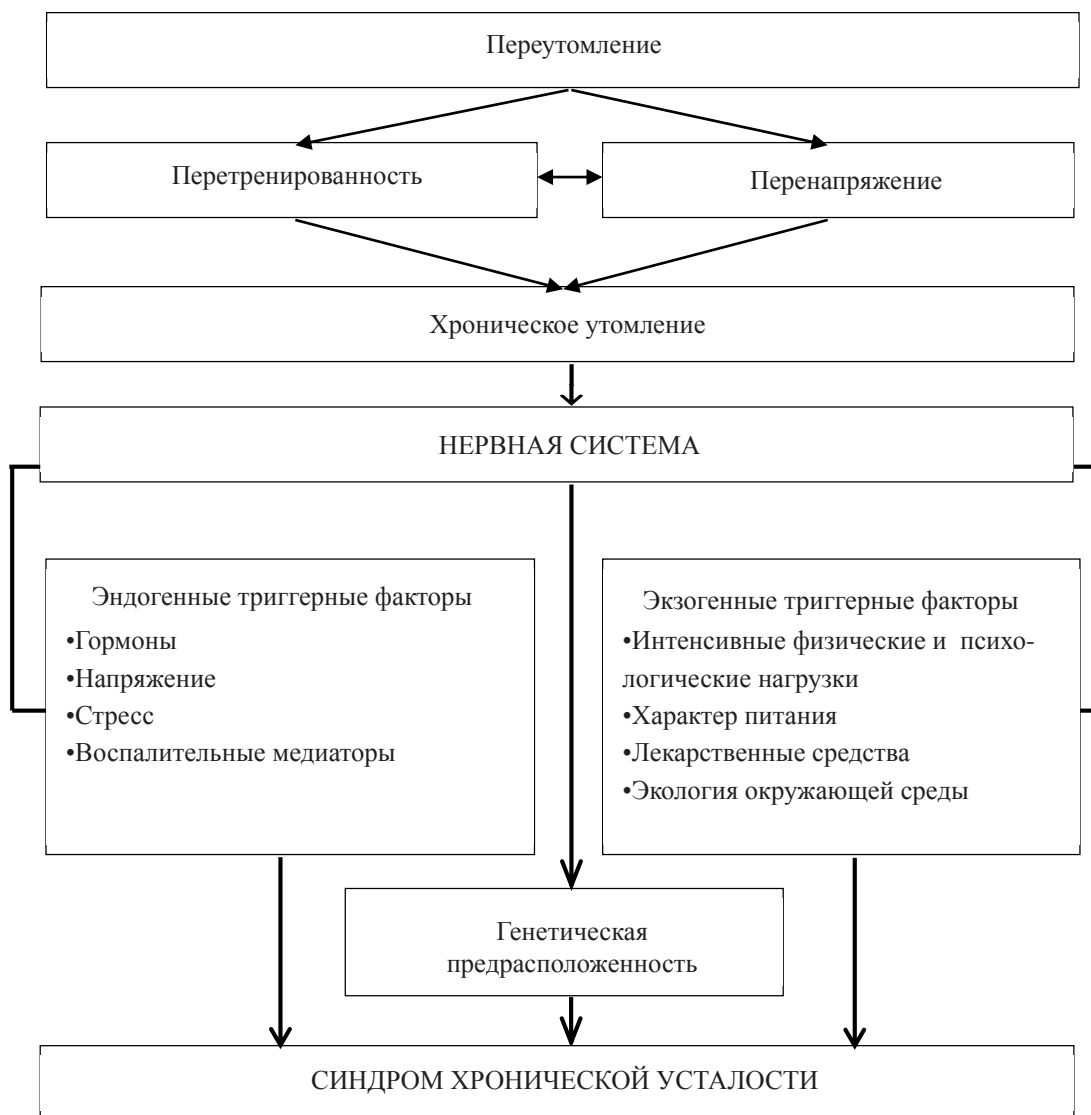 Переутомление
Перетренированность
Перенапряжение
Хроническое утомление
НЕРВНАЯ СИСТЕМА
Эндогенные триггерные факторы
•Гормоны
•Напряжение
•Стресс
•Воспалительные медиаторы
Экзогенные триггерные факторы
•Интенсивные физические и психо-
логические нагрузки
•Характер питания
•Лекарственные средства
•Экология окружающей среды
Генетическая
предрасположенность
СИНДРОМ ХРОНИЧЕСКОЙ УСТАЛОСТИ